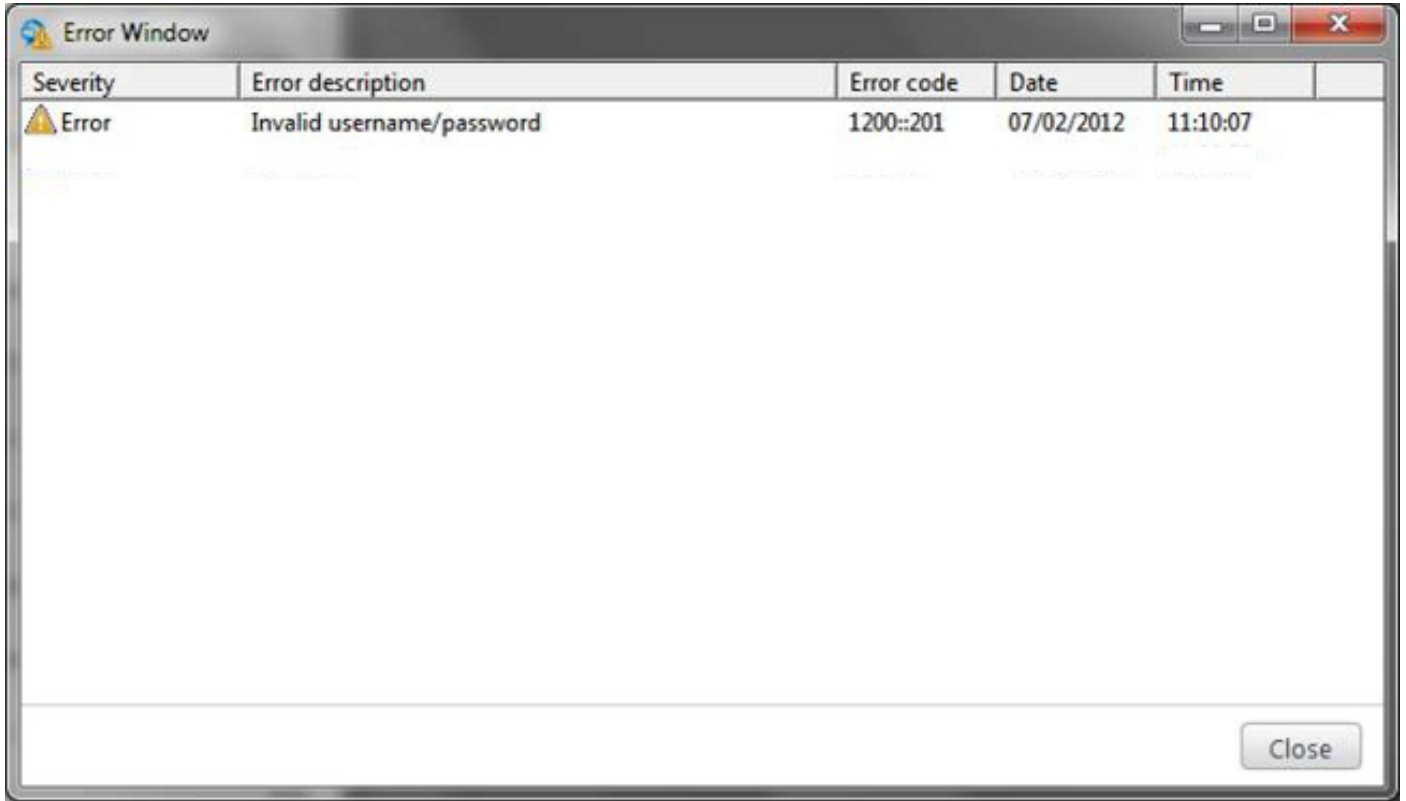 Error Window
Severity Error description Error code Date Time
Error Invalid username/password 1200::201 07/02/2012 11:10:07
Close